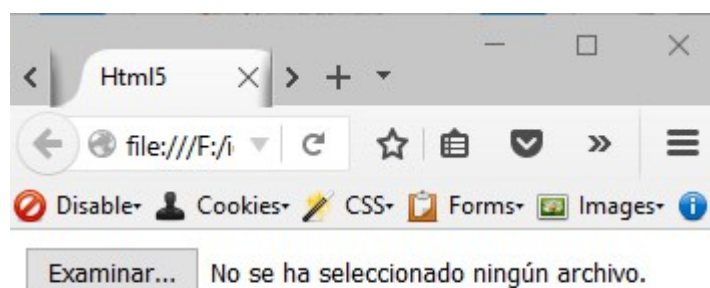 Html5
file:///F:/i
Disable Cookies CSS Forms Images
Examinar... No se ha seleccionado ningún archivo.